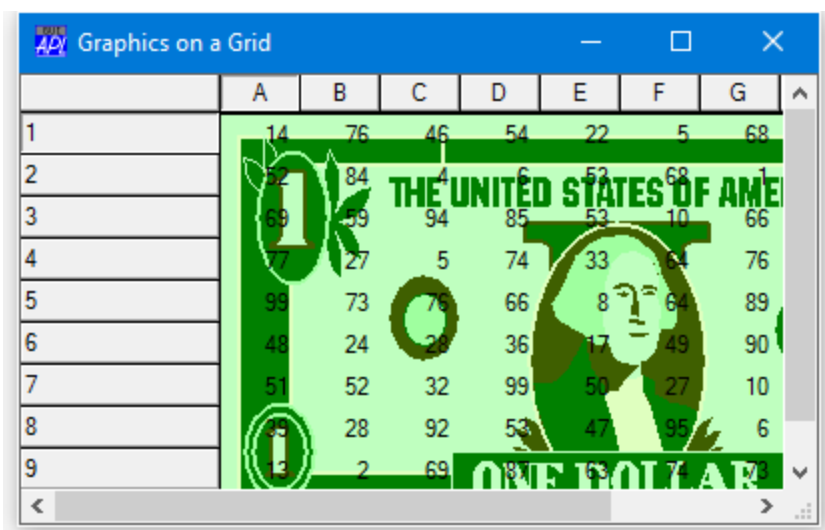 APL Graphics on a Grid
A B C D E F G
1 14 76 46 54 22 5 68
2 52 84 4 6 53 68 1
THE UNITED STATES OF AME
3 69 59 94 85 53 10 66
4 77 27 5 74 33 64 76
5 99 73 76 66 8 64 89
6 48 24 28 36 17 49 90
7 51 52 32 99 50 27 10
8 39 28 92 53 47 95 6
9 13 2 69 87 63 74 73
1
1
ONE DOLLAR